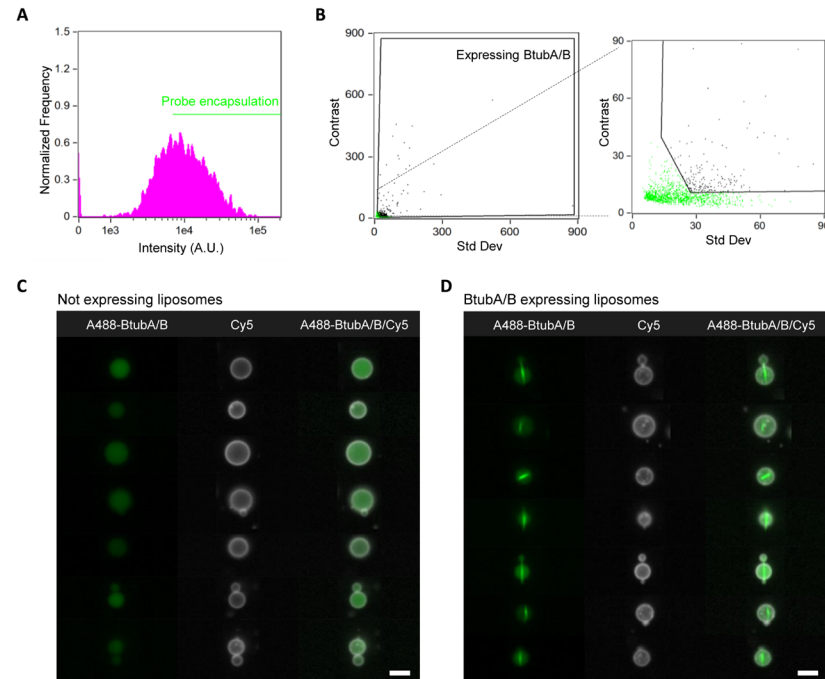 A
1.5
1.2
0.9
0.6
0.3
0
Normalized Frequency
Probe encapsulation
0 1e3 1e4 1e5
Intensity (A.U.)
B
900
600
300
0
Contrast
Expressing BtubA/B
0 300 600 900
Std Dev
90
60
30
0
Contrast
0 30 60 90
Std Dev
C
Not expressing liposomes
A488-BtubA/B Cy5 A488-BtubA/B/Cy5
D
BtubA/B expressing liposomes
A488-BtubA/B Cy5 A488-BtubA/B/Cy5